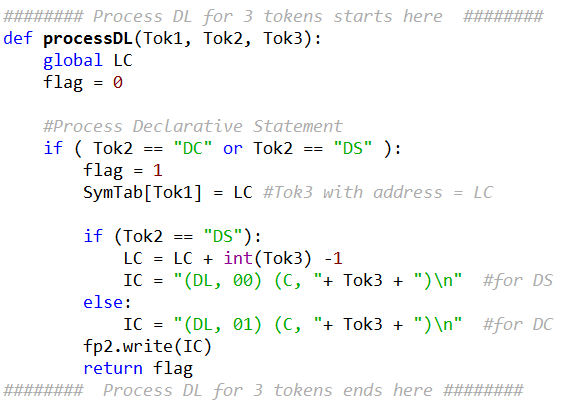 ######## Process DL for 3 tokens starts here  ########
def processDL(Tok1, Tok2, Tok3):
    global LC
    flag = 0

    #Process Declarative Statement
    if ( Tok2 == "DC" or Tok2 == "DS" ):
        flag = 1
        SymTab[Tok1] = LC #Tok3 with address = LC

        if (Tok2 == "DS"):
            LC = LC + int(Tok3) -1
            IC = "(DL, 00) (C, "+ Tok3 + ")\n"  #for DS
        else:
            IC = "(DL, 01) (C, "+ Tok3 + ")\n"  #for DC
        fp2.write(IC)
        return flag
########  Process DL for 3 tokens ends here ########